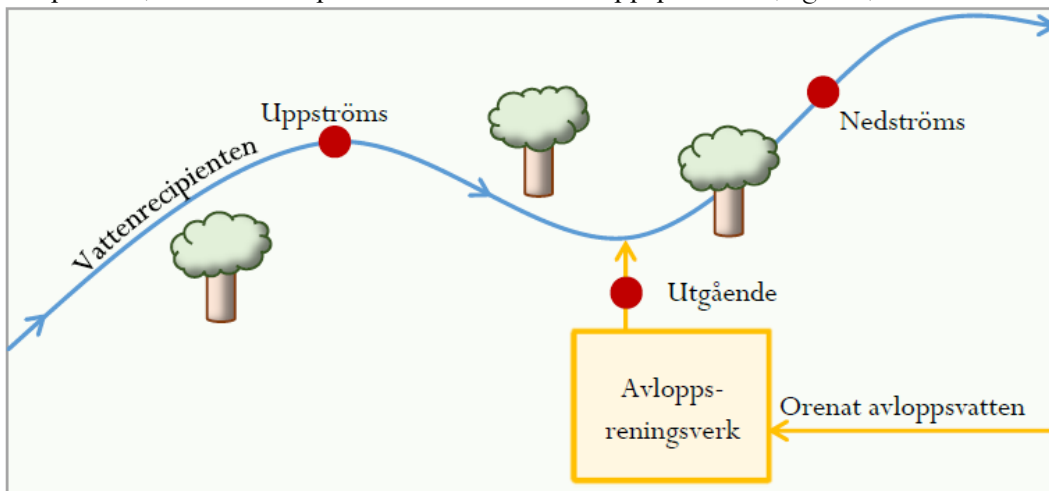 Uppströms
Nedströms
Vattenrecipienten
Utgående
Avlopps-
reningsverk
Orenat avloppsvatten